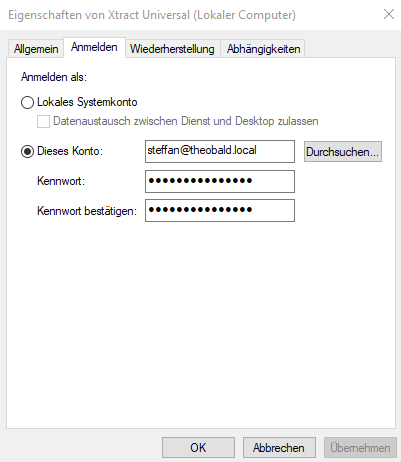 Eigenschaften von Xtract Universal (Lokaler Computer)
Allgemein Anmelden Wiederherstellung Abhängigkeiten
Anmelden als:
Lokales Systemkonto
Datenaustausch zwischen Dienst und Desktop zulassen
Dieses Konto: steffan@theobald.local Durchsuchen...
Kennwort: ●●●●●●●●●●●●●●●
Kennwort bestätigen: ●●●●●●●●●●●●●●●
OK Abbrechen Übernehmen